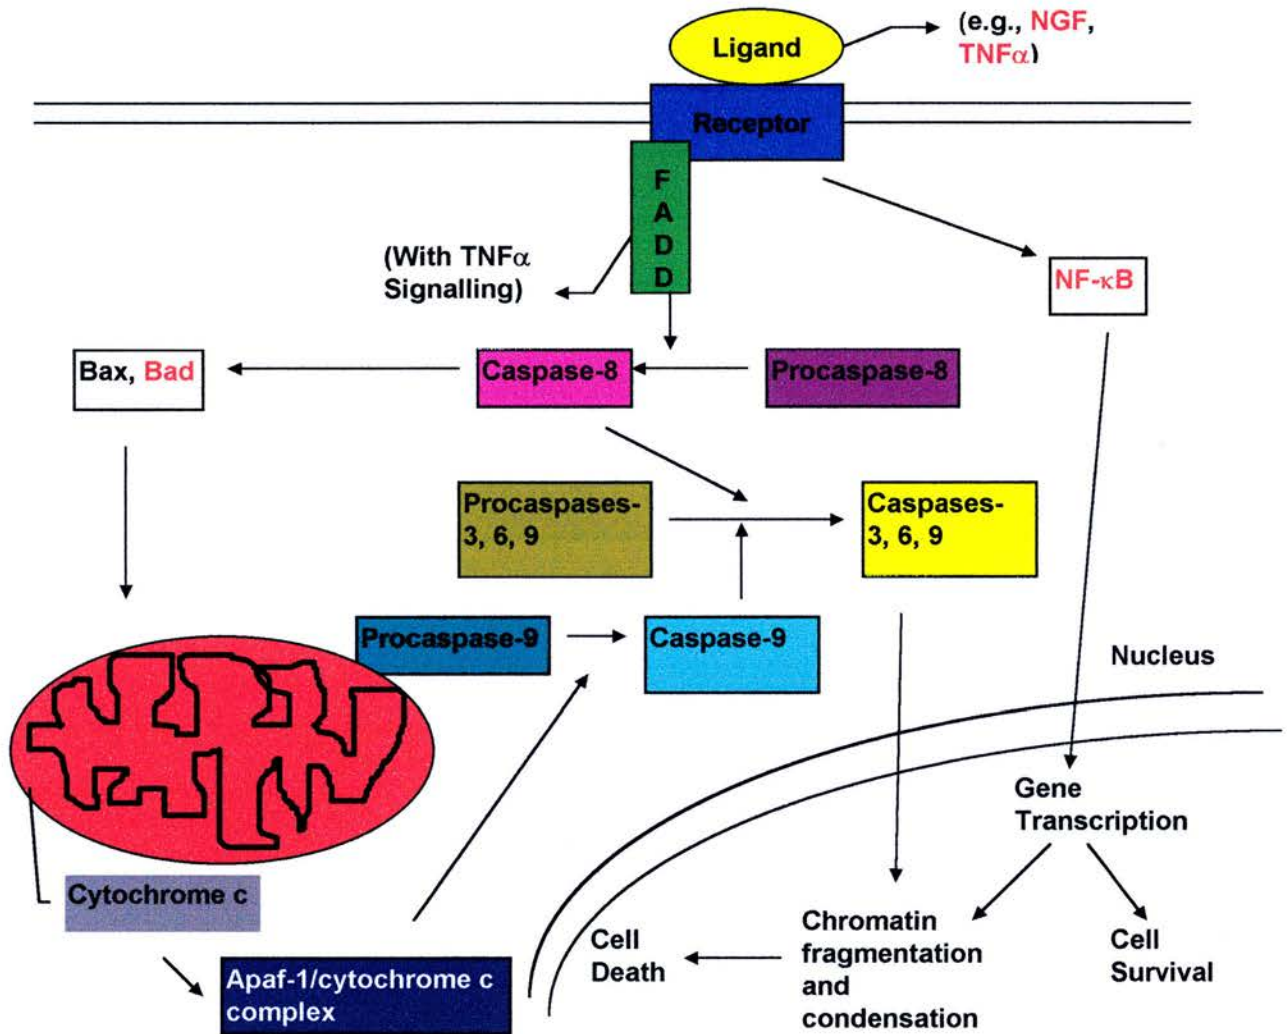 Ligand
(e.g., NGF,
TNFα)
Receptor
F
A
D
D
(With TNFα
Signalling)
NF-κB
Bax, Bad
Caspase-8
Procaspase-8
Procaspases-
3, 6, 9
Caspases-
3, 6, 9
Procaspase-9
Caspase-9
Nucleus
Gene
Transcription
Cytochrome c
Apaf-1/cytochrome c
complex
Cell
Death
Chromatin
fragmentation
and
condensation
Cell
Survival